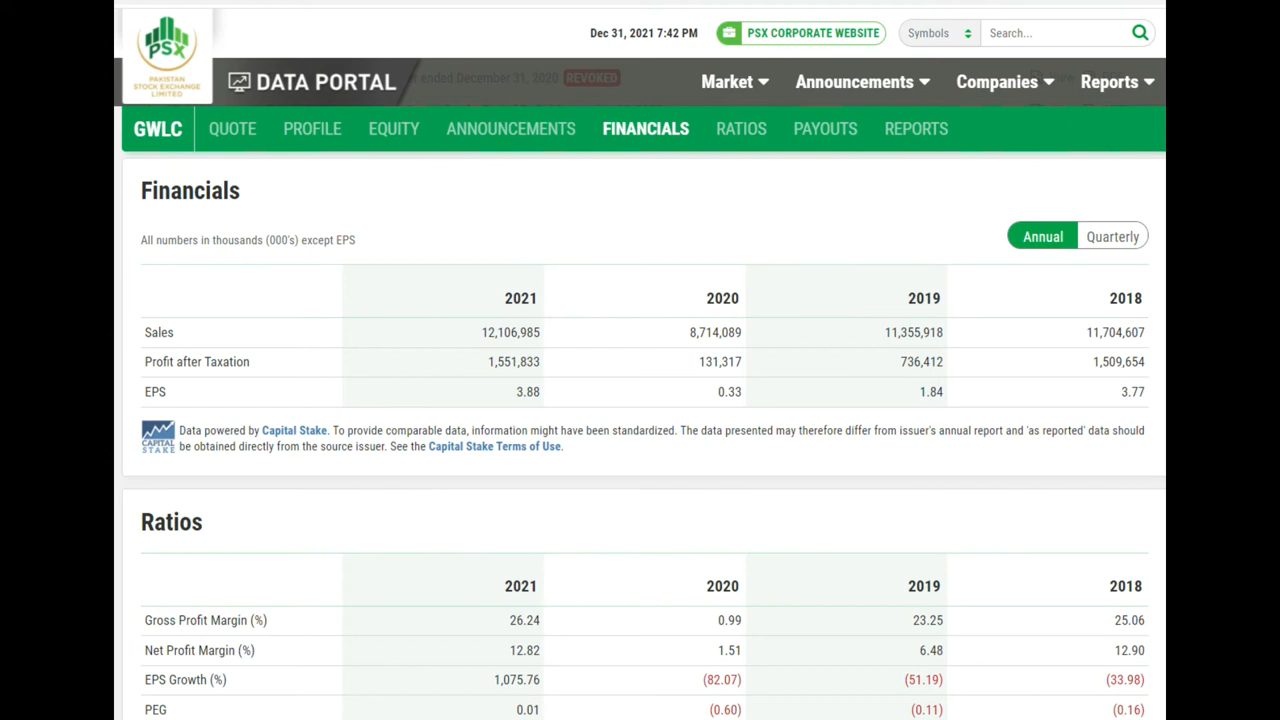 Dec 31, 2021 7:42 PM PSX CORPORATE WEBSITE Symbols Search...
PSX
PAKISTAN
STOCK EXCHANGE
LIMITED
DATA PORTAL
ended December 31, 2020 REVOKED
Market Announcements Companies Reports
GWLC QUOTE PROFILE EQUITY ANNOUNCEMENTS FINANCIALS RATIOS PAYOUTS REPORTS
Financials
All numbers in thousands (000's) except EPS
Annual Quarterly
2021 2020 2019 2018
Sales 12,106,985 8,714,089 11,355,918 11,704,607
Profit after Taxation 1,551,833 131,317 736,412 1,509,654
EPS 3.88 0.33 1.84 3.77
CAPITAL
STAKE
Data powered by Capital Stake. To provide comparable data, information might have been standardized. The data presented may therefore differ from issuer's annual report and 'as reported' data should
be obtained directly from the source issuer. See the Capital Stake Terms of Use.
Ratios
2021 2020 2019 2018
Gross Profit Margin (%) 26.24 0.99 23.25 25.06
Net Profit Margin (%) 12.82 1.51 6.48 12.90
EPS Growth (%) 1,075.76 (82.07) (51.19) (33.98)
PEG 0.01 (0.60) (0.11) (0.16)